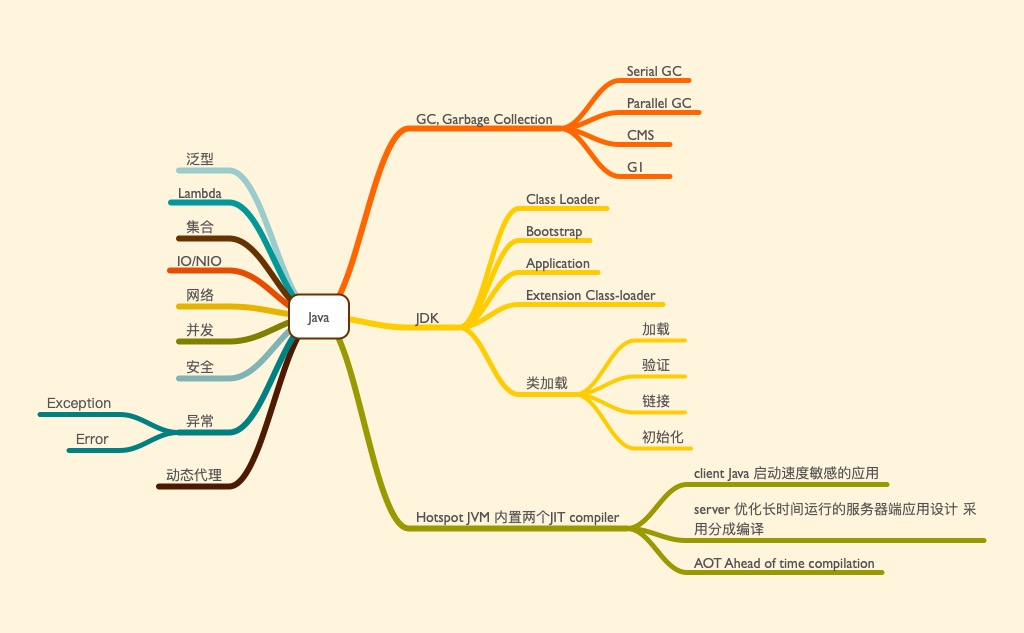 Java
GC, Garbage Collection
Serial GC
Parallel GC
CMS
G1
JDK
Class Loader
Bootstrap
Application
Extension Class-loader
类加载
加载
验证
链接
初始化
Hotspot JVM 内置两个JIT compiler
client Java 启动速度敏感的应用
server 优化长时间运行的服务器端应用设计 采
用分成编译
AOT Ahead of time compilation
泛型
Lambda
集合
IO/NIO
网络
并发
安全
异常
Exception
Error
动态代理